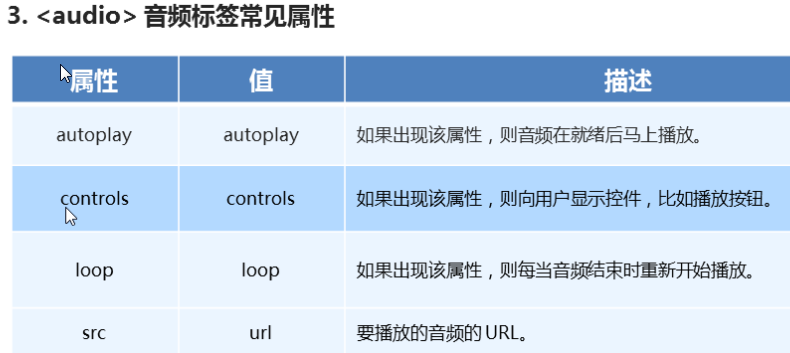 3. <audio> 音频标签常见属性
属性 值 描述
autoplay autoplay 如果出现该属性，则音频在就绪后马上播放。
controls controls 如果出现该属性，则向用户显示控件，比如播放按钮。
loop loop 如果出现该属性，则每当音频结束时重新开始播放。
src url 要播放的音频的 URL。